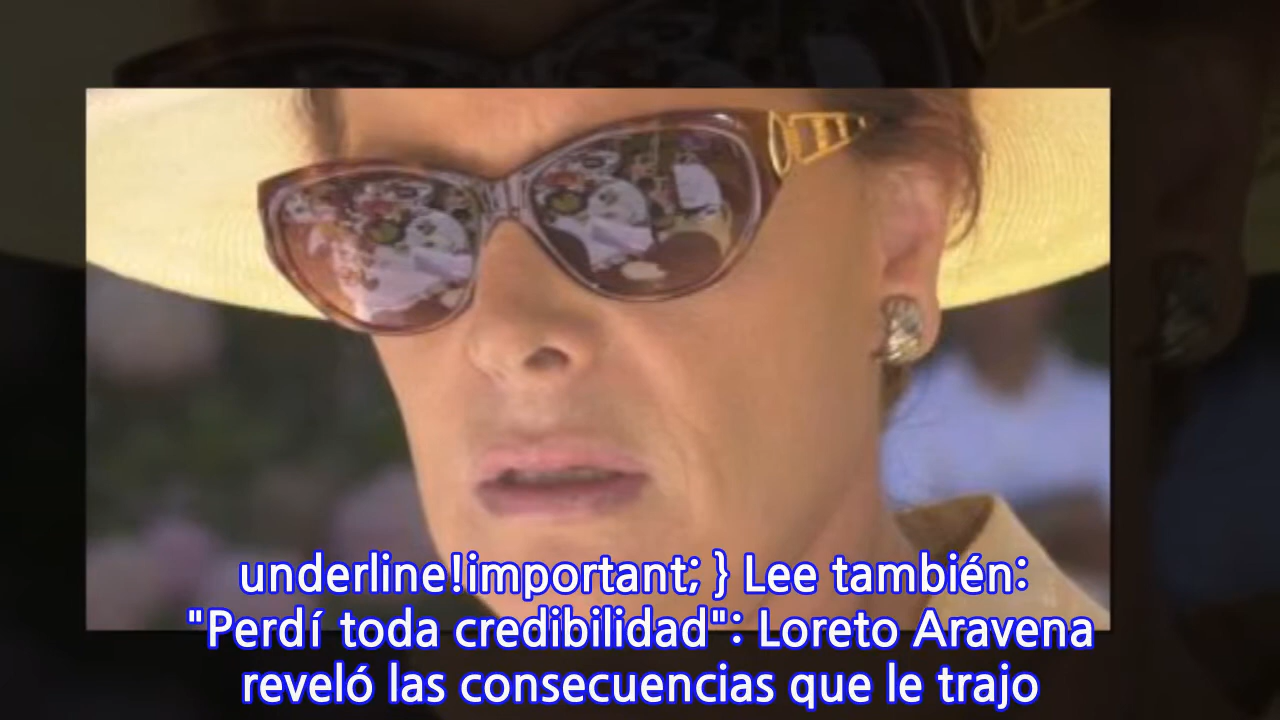 underline!important; } Lee también:
"Perdí toda credibilidad": Loreto Aravena
reveló las consecuencias que le trajo